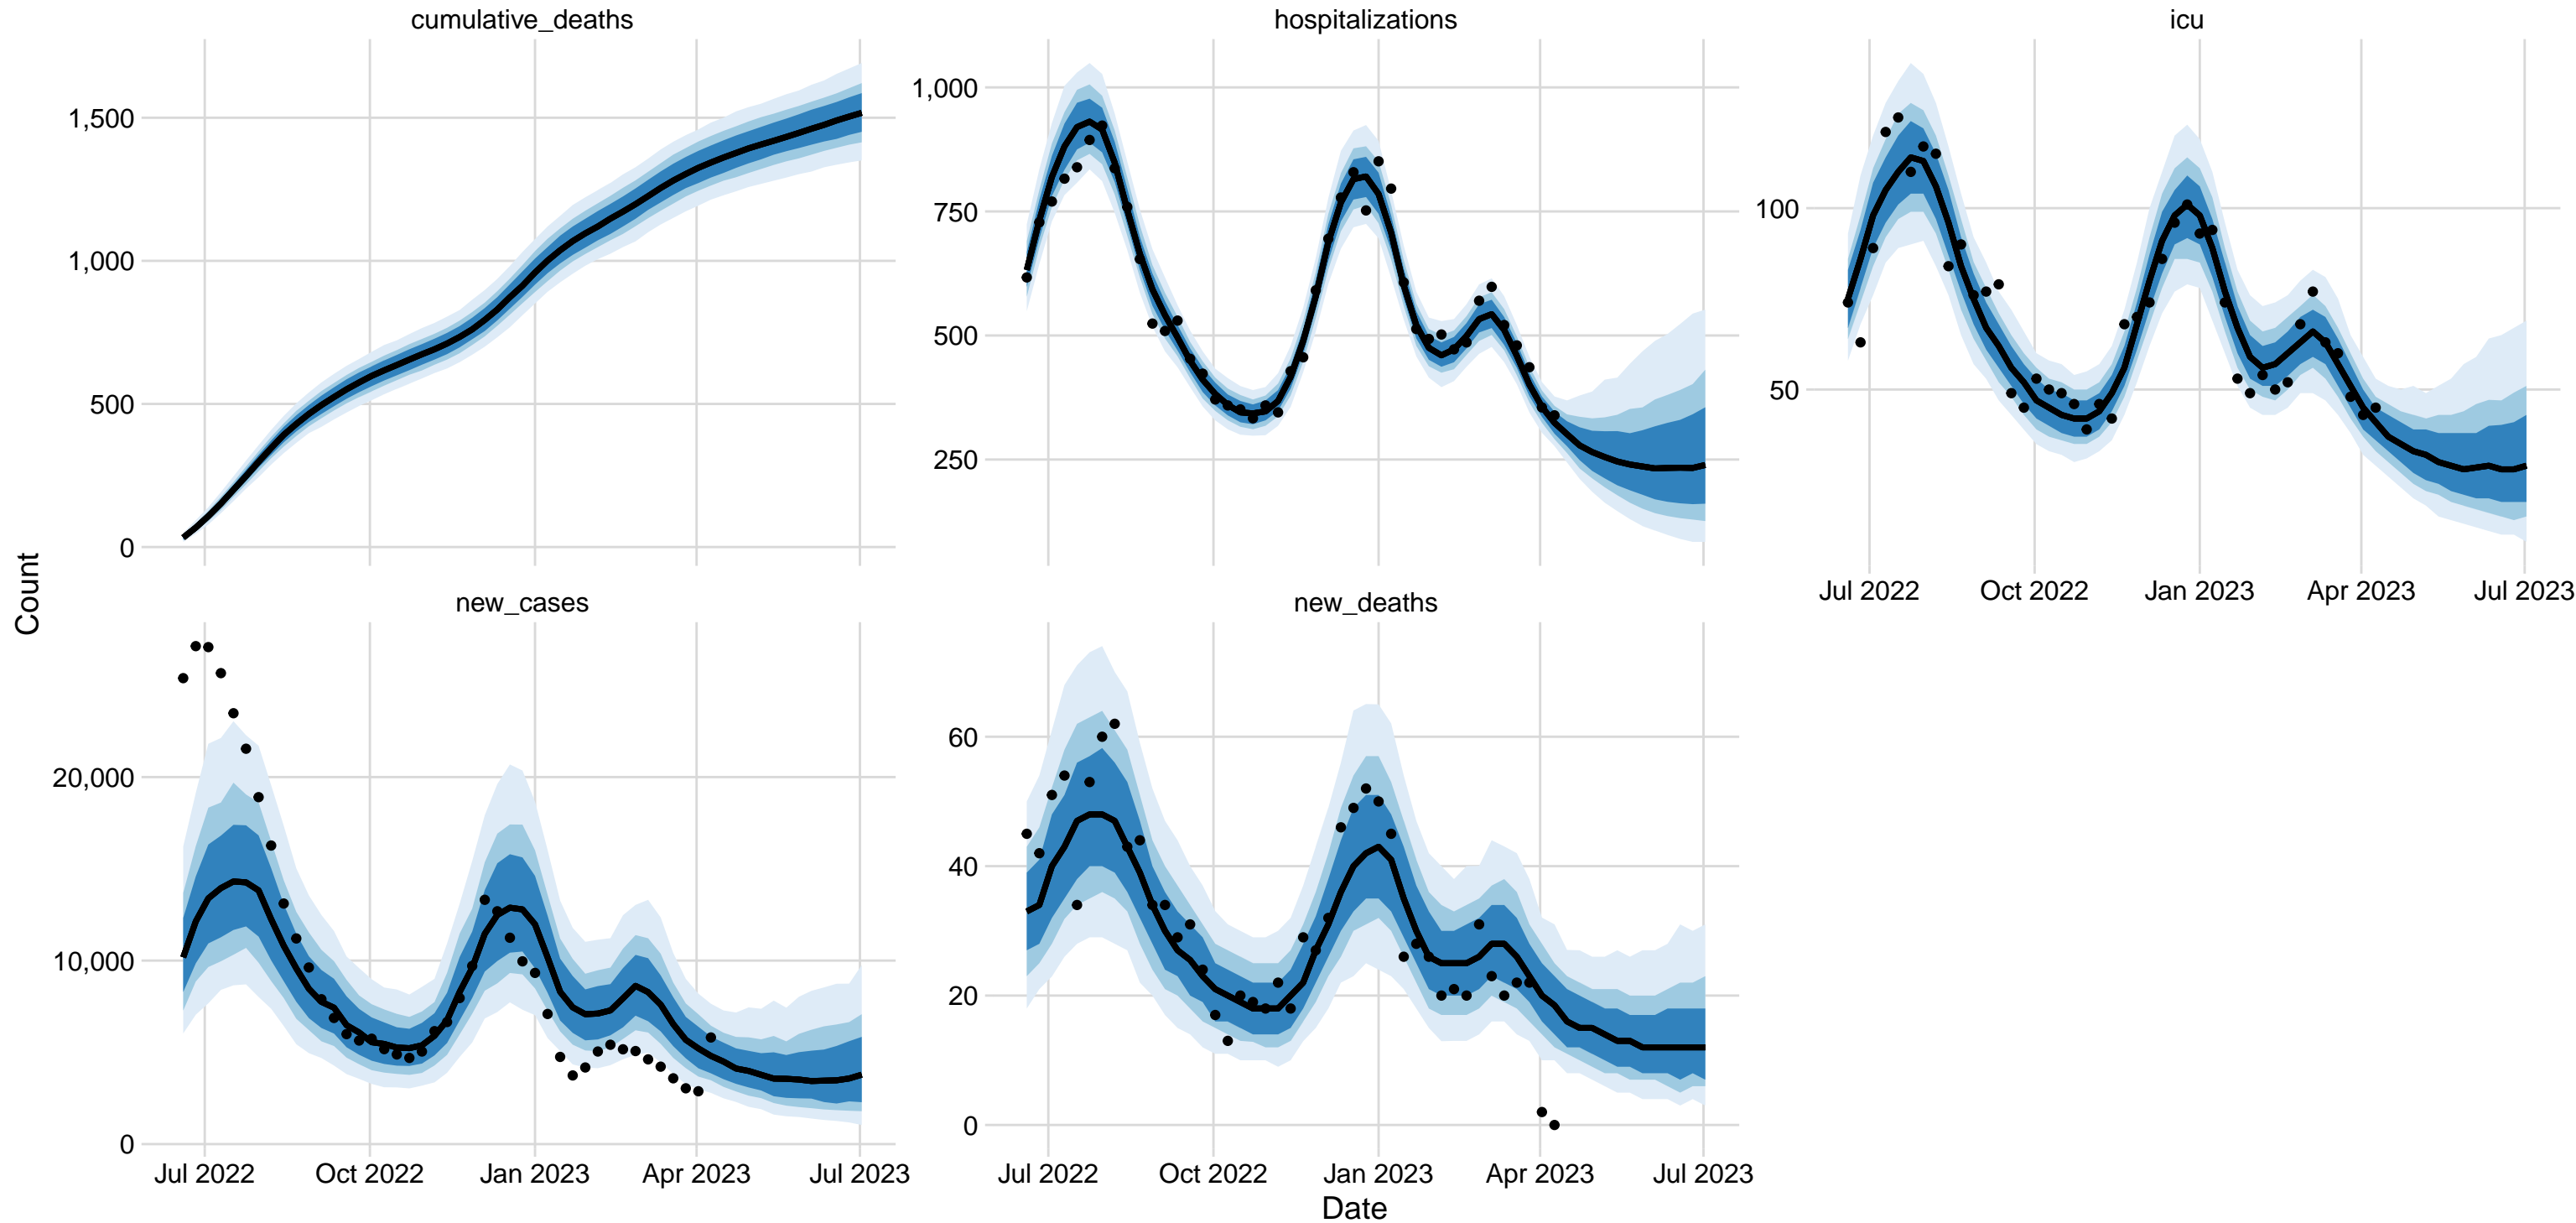 cumulative_deaths
hospitalizations
icu
1,500
1,000
500
0
1,000
750
500
250
100
50
Jul 2022
Oct 2022
Jan 2023
Apr 2023
Jul 2023
Count
new_cases
new_deaths
20,000
10,000
0
60
40
20
0
Jul 2022
Oct 2022
Jan 2023
Apr 2023
Jul 2023
Jul 2022
Oct 2022
Jan 2023
Apr 2023
Jul 2023
Date